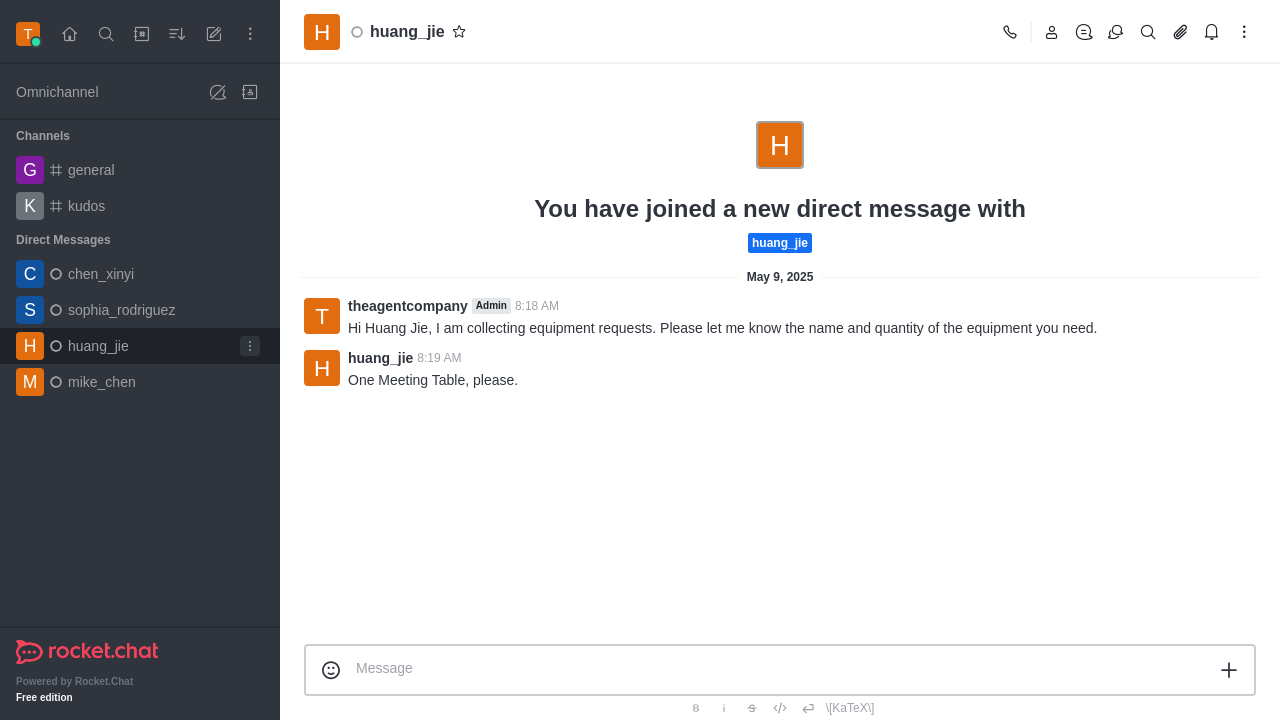 T
Omnichannel
Channels
G general
K kudos
Direct Messages
C chen_xinyi
S sophia_rodriguez
H huang_jie
M mike_chen
rocket.chat
Powered by Rocket.Chat
Free edition
H huang_jie
H
You have joined a new direct message with
huang_jie
May 9, 2025
T theagentcompany Admin 8:18 AM
Hi Huang Jie, I am collecting equipment requests. Please let me know the name and quantity of the equipment you need.
H huang_jie 8:19 AM
One Meeting Table, please.
Message
B i S \[KaTeX\]